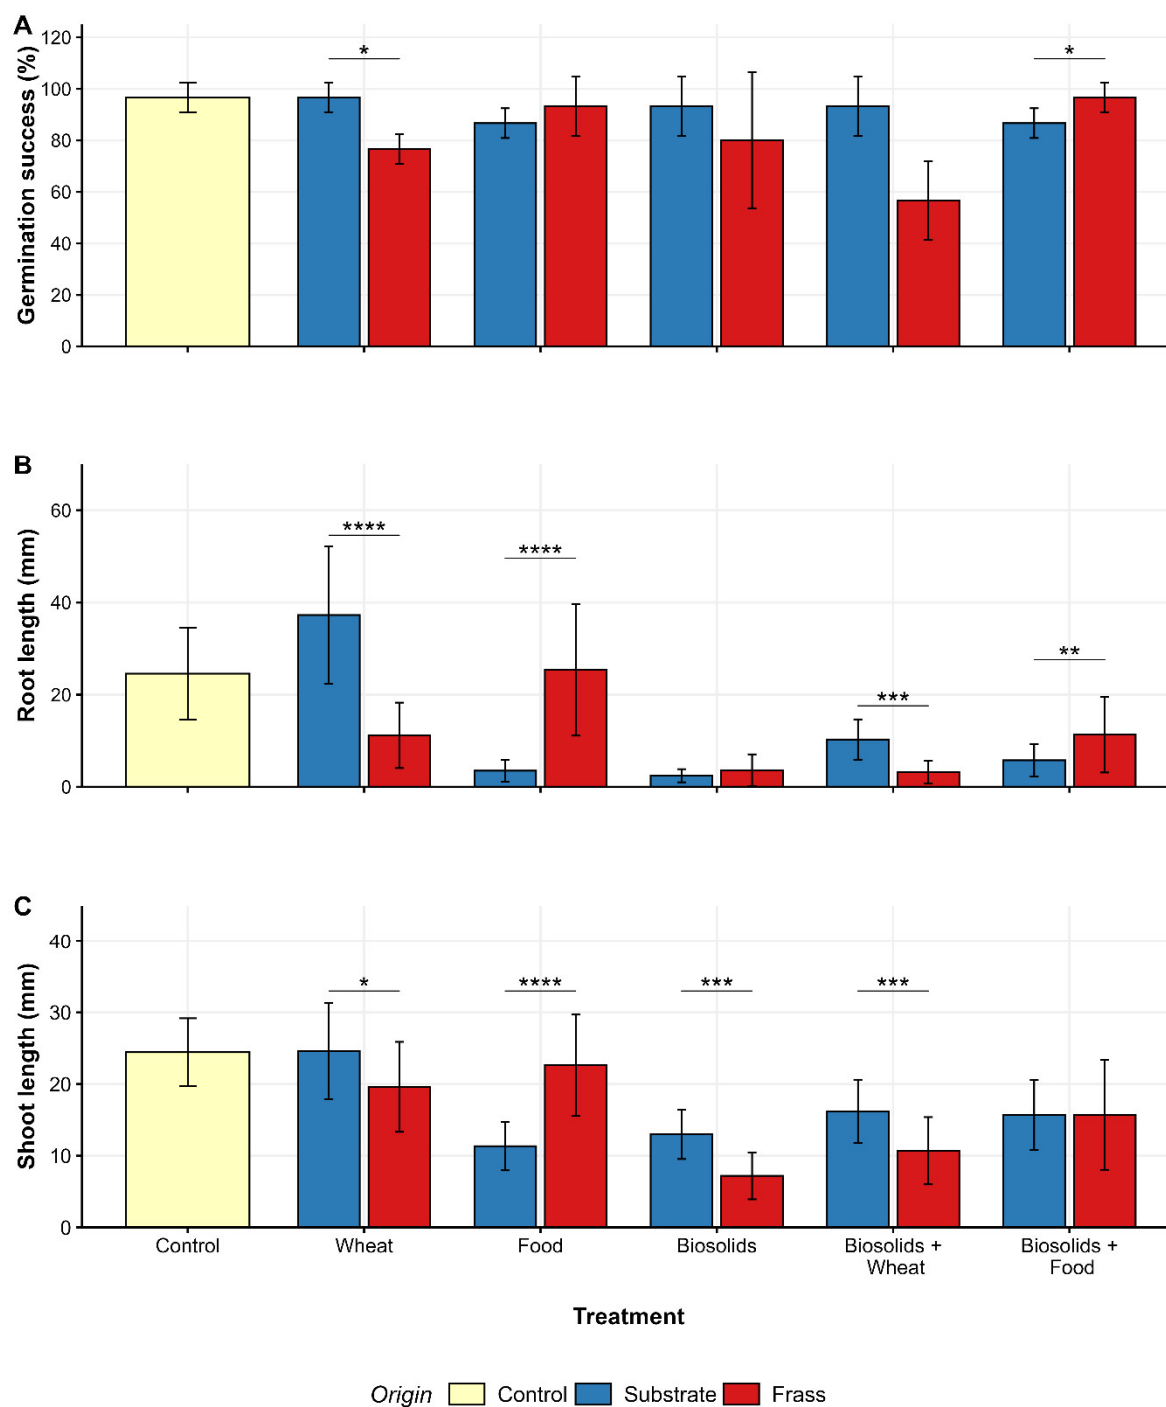 A
Germination success (%)
120
100
80
60
40
20
0
*
*
B
Root length (mm)
60
40
20
0
****
****
***
**
C
Shoot length (mm)
40
30
20
10
0
*
****
***
***
Control
Wheat
Food
Biosolids
Biosolids +
Wheat
Biosolids +
Food
Treatment
Origin Control Substrate Frass